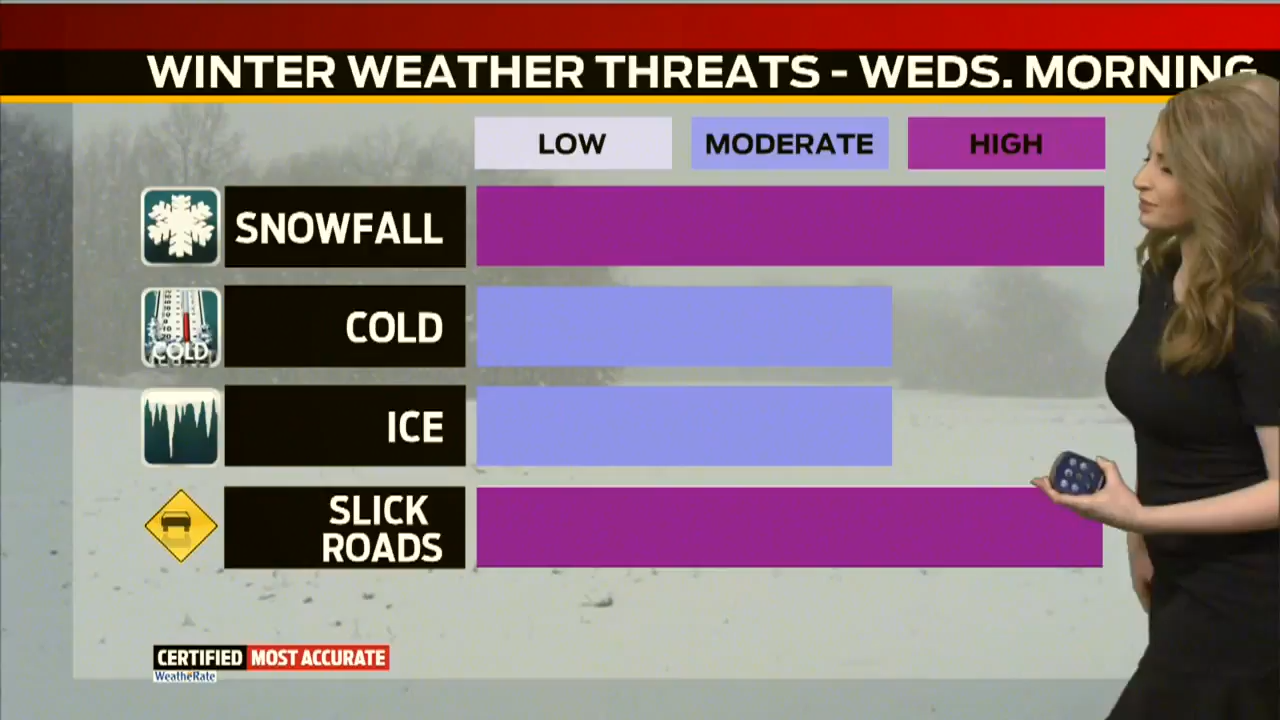 WINTER WEATHER THREATS - WEDS. MORNING
LOW MODERATE HIGH
SNOWFALL
COLD
COLD
ICE
SLICK
ROADS
CERTIFIED MOST ACCURATE
WeatheRate